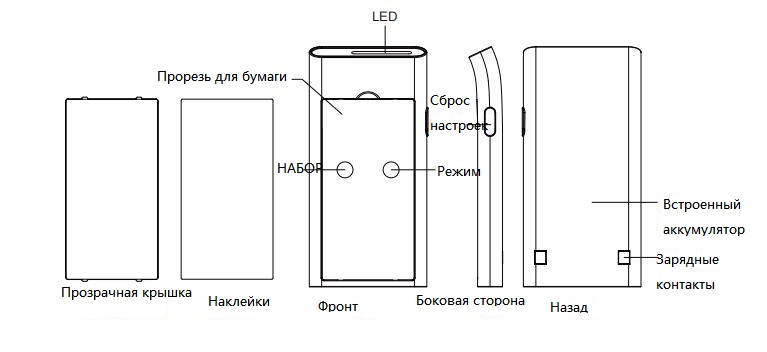 LED
Прорезь для бумаги
Сброс
настроек
НАБОР
Режим
Встроенный
аккумулятор
Зарядные
контакты
Прозрачная крышка
Наклейки
Фронт
Боковая сторона
Назад